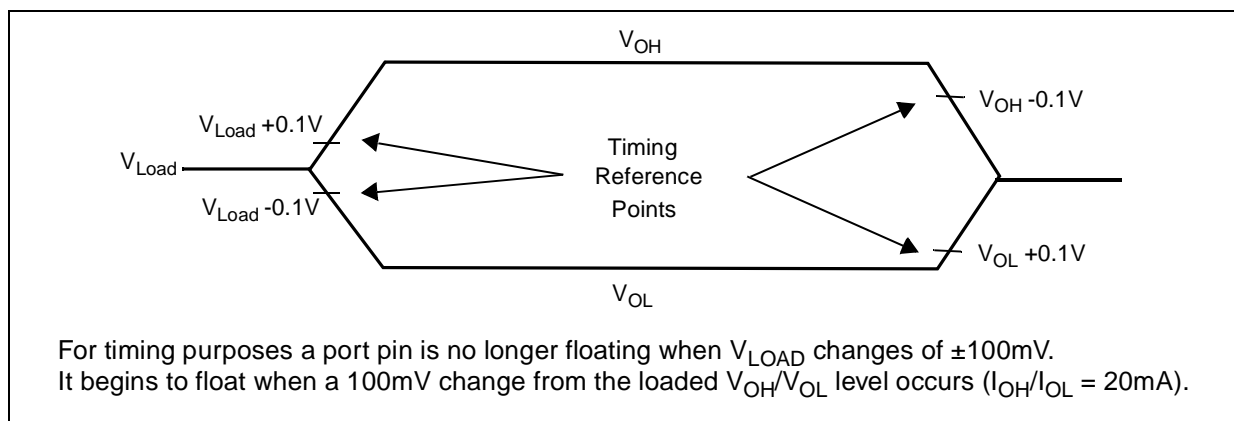 VOH
VOH -0.1V
VLoad +0.1V
Timing
VLoad
Reference
VLoad -0.1V
Points
VOL +0.1V
VOL
For timing purposes a port pin is no longer floating when VLOAD changes of ±100mV.
It begins to float when a 100mV change from the loaded VOH/VOL level occurs (IOH/IOL = 20mA).